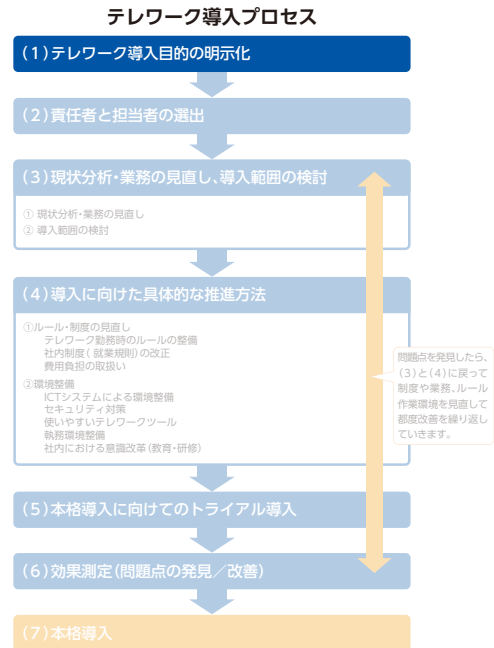 テレワーク導入プロセス
(1)テレワーク導入目的の明示化
(2)責任者と担当者の選出
(3)現状分析・業務の見直し、導入範囲の検討
① 現状分析・業務の見直し
② 導入範囲の検討
(4)導入に向けた具体的な推進方法
①ルール・制度の見直し
テレワーク勤務時のルールの整備
社内制度(就業規則)の改正
費用負担の取扱い
②環境整備
ICTシステムによる環境整備
セキュリティ対策
使いやすいテレワークツール
執務環境整備
社内における意識改革(教育・研修)
問題点を発見したら、
(3)と(4)に戻って
制度や業務、ルール
作業環境を見直して
都度改善を繰り返し
ていきます。
(5)本格導入に向けてのトライアル導入
(6)効果測定(問題点の発見/改善)
(7)本格導入